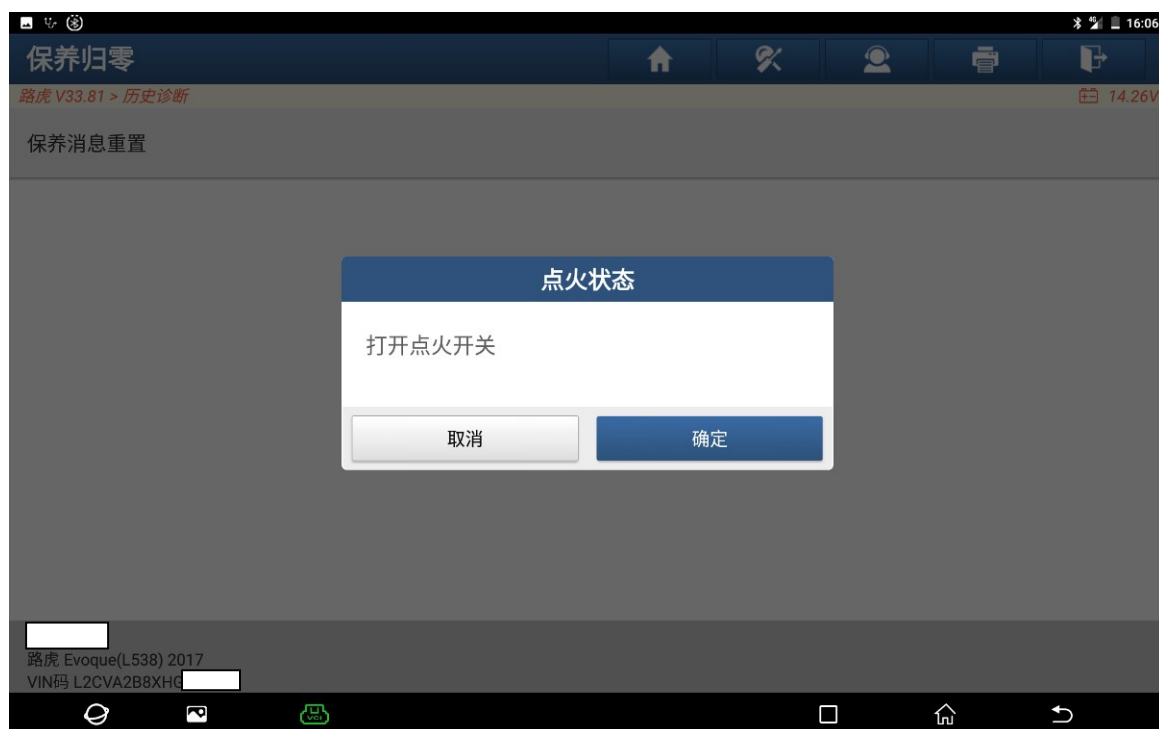 4G 16:06
保养归零
路虎 V33.81 > 历史诊断 14.26V
保养消息重置
点火状态
打开点火开关
取消 确定
路虎 Evoque(L538) 2017
VIN码 L2CVA2B8XHG
VCI